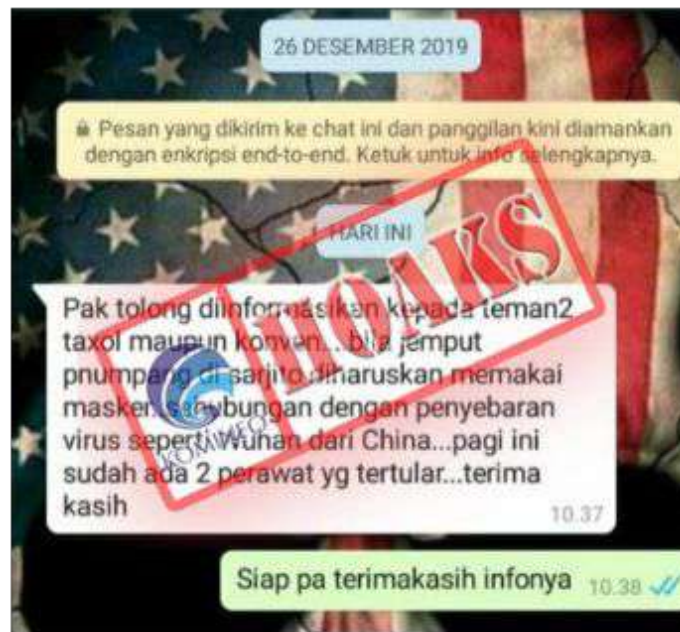 26 DESEMBER 2019
Pesan yang dikirim ke chat ini dan panggilan kini diamankan
dengan enkripsi end-to-end. Ketuk untuk info selengkapnya.
HARI INI
Pak tolong diinformasikan kepada teman2
taxol maupun konven... bila jemput
pnumpang di sarjito diharuskan memakai
masker..sehubungan dengan penyebaran
virus seperti Wuhan dari China...pagi ini
sudah ada 2 perawat yg tertular...terima
kasih
10.37
HOAKS
KOMINFO
Siap pa terimakasih infonya 10.38